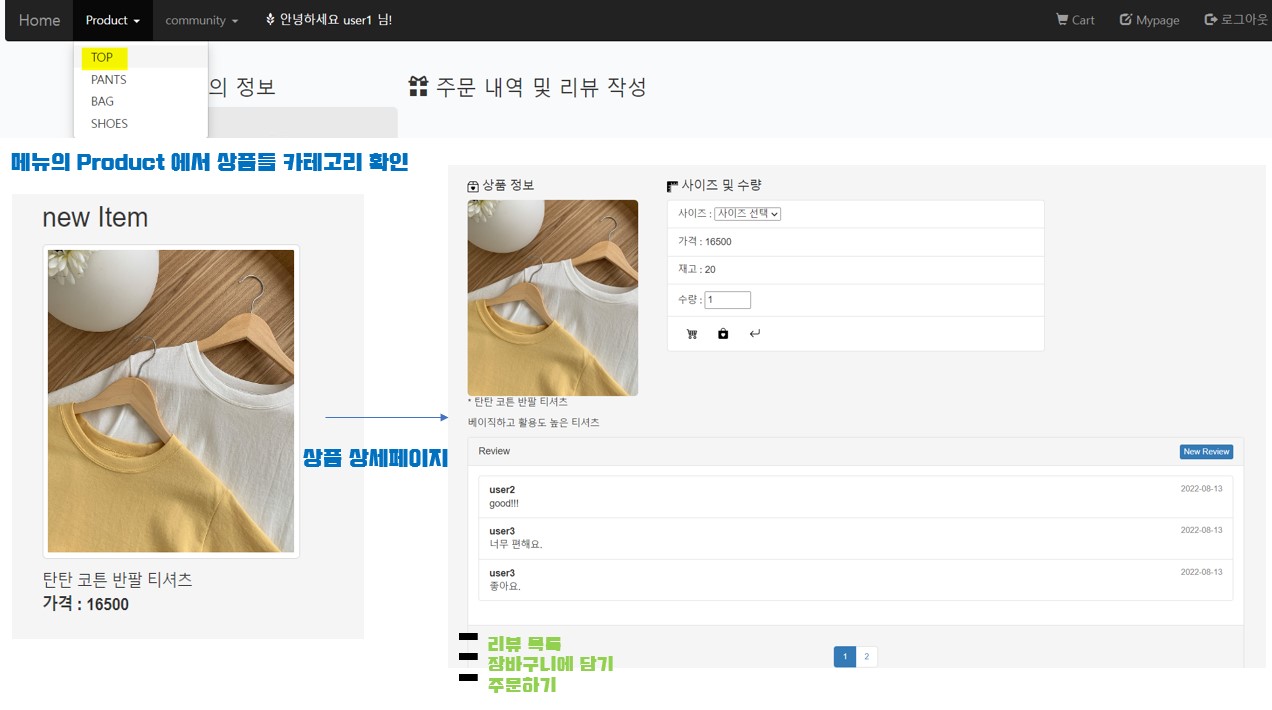 Home Product community 안녕하세요 user1 님! Cart Mypage 로그아웃
TOP
PANTS
BAG
SHOES
의 정보
주문 내역 및 리뷰 작성
메뉴의 Product 에서 상품들 카테고리 확인
new Item
탄탄 코튼 반팔 티셔츠
가격 : 16500
상품 상세페이지
상품 정보
* 탄탄 코튼 반팔 티셔츠
베이직하고 활용도 높은 티셔츠
사이즈 및 수량
사이즈 : 사이즈 선택
가격 : 16500
재고 : 20
수량 : 1
Review New Review
user2 2022-08-13
good!!!
user3 2022-08-13
너무 편해요.
user3 2022-08-13
좋아요.
1 2
리뷰 목록
장바구니에 담기
주문하기